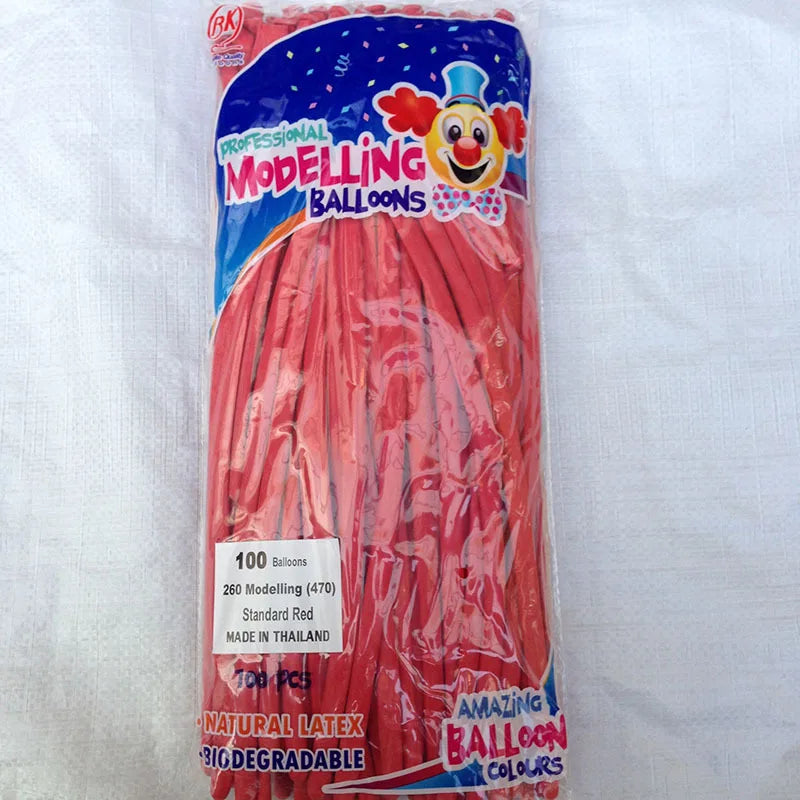 RK
Quality
PROFESSIONAL
MODELLING
BALLOONS
100 Balloons
260 Modelling (470)
Standard Red
MADE IN THAILAND
100 PCS
· NATURAL LATEX
· BIODEGRADABLE
AMAZING
BALLOON
COLOURS